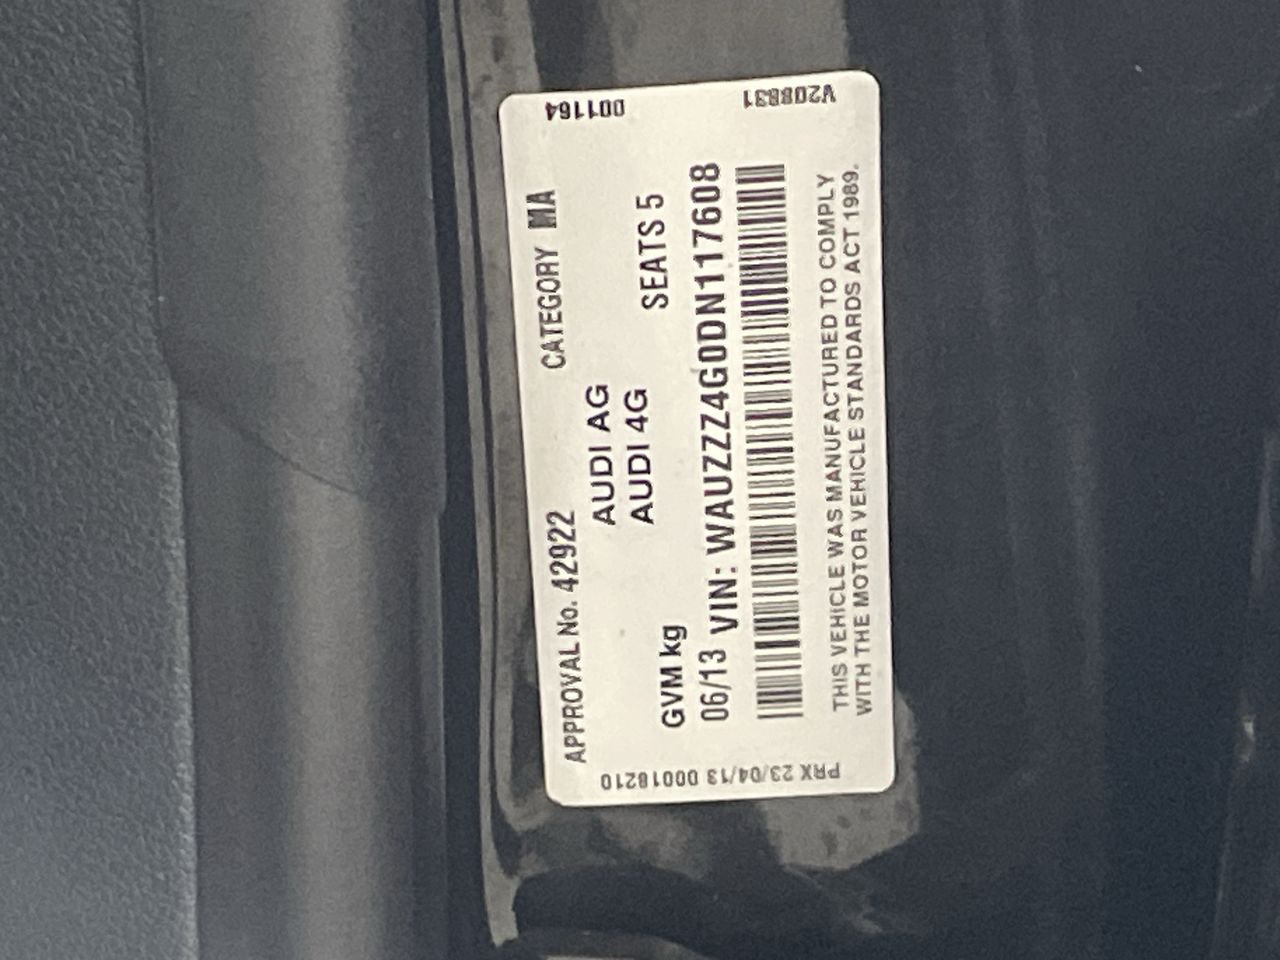 APPROVAL No. 42922 CATEGORY MA
AUDI AG
AUDI 4G
GVM kg SEATS 5
06/13 VIN: WAUZZZ4G0DN117608
THIS VEHICLE WAS MANUFACTURED TO COMPLY
WITH THE MOTOR VEHICLE STANDARDS ACT 1989.
PRX 23/04/13 00018210
001164
V208831